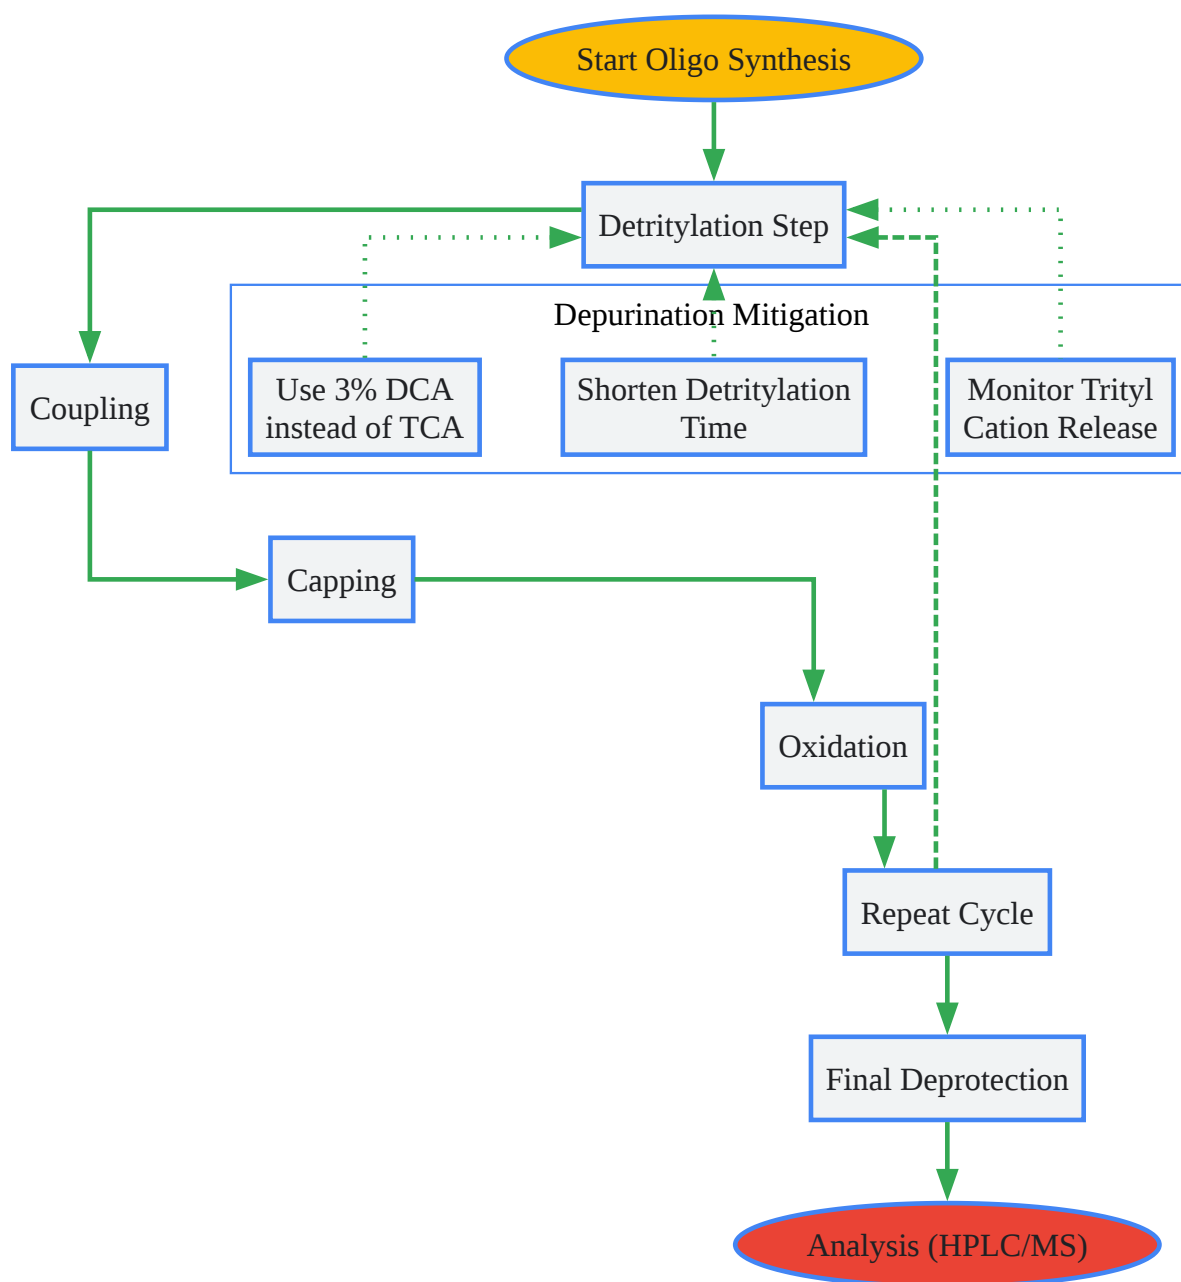 Start Oligo Synthesis
Detritylation Step
Depurination Mitigation
Coupling
Use 3% DCA
instead of TCA
Shorten Detritylation
Time
Monitor Trityl
Cation Release
Capping
Oxidation
Repeat Cycle
Final Deprotection
Analysis (HPLC/MS)